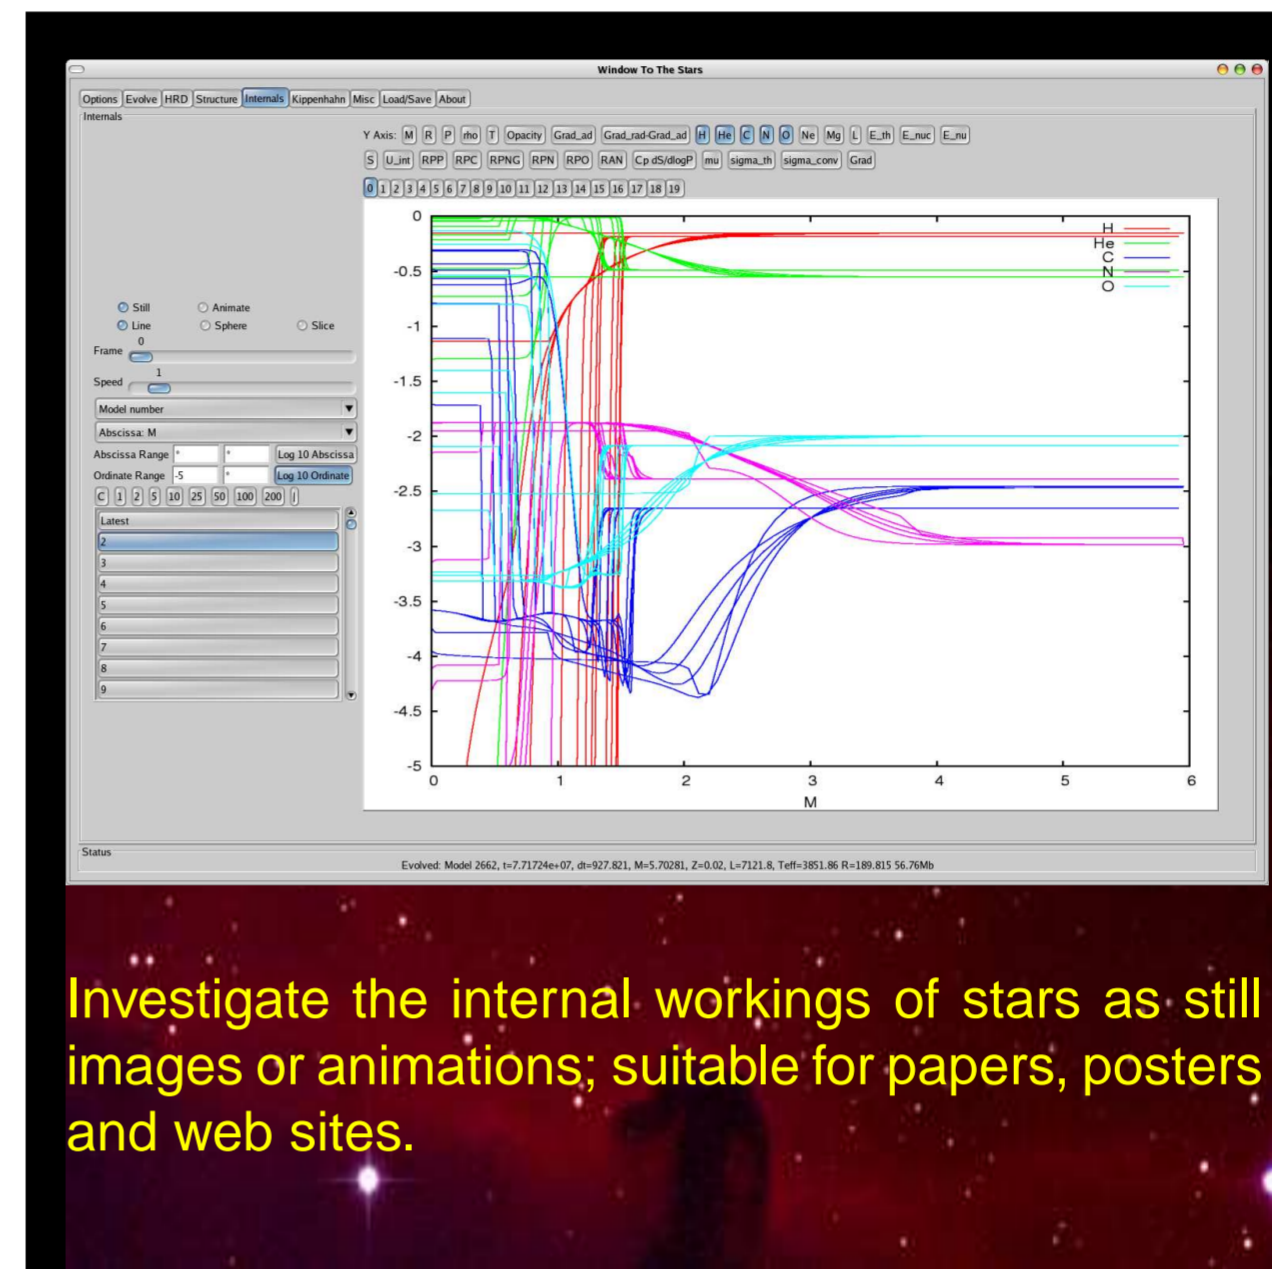 Window To The Stars
Options Evolve HRD Structure Internals Kippenhahn Misc Load/Save About
Internals
Y Axis: M R P rho T Opacity Grad_ad Grad_rad-Grad_ad H He C N O Ne Mg L E_th E_nuc E_nu
S U_int RPP RPC RPNG RPN RPO RAN Cp dS/dlogP mu sigma_th sigma_conv Grad
0 1 2 3 4 5 6 7 8 9 10 11 12 13 14 15 16 17 18 19
Still Animate
Line Sphere Slice
Frame 0
Speed 1
Model number
Abscissa: M
Abscissa Range * * Log 10 Abscissa
Ordinate Range -5 * Log 10 Ordinate
C 1 2 5 10 25 50 100 200
Latest
2
3
4
5
6
7
8
9
H
He
C
N
O
0
-0.5
-1
-1.5
-2
-2.5
-3
-3.5
-4
-4.5
-5
0 1 2 3 4 5 6
M
Status
Evolved: Model 2662, t=7.71724e+07, dt=927.821, M=5.70281, Z=0.02, L=7121.8, Teff=3851.86 R=189.815 56.76Mb
Investigate the internal workings of stars as still
images or animations; suitable for papers, posters
and web sites.